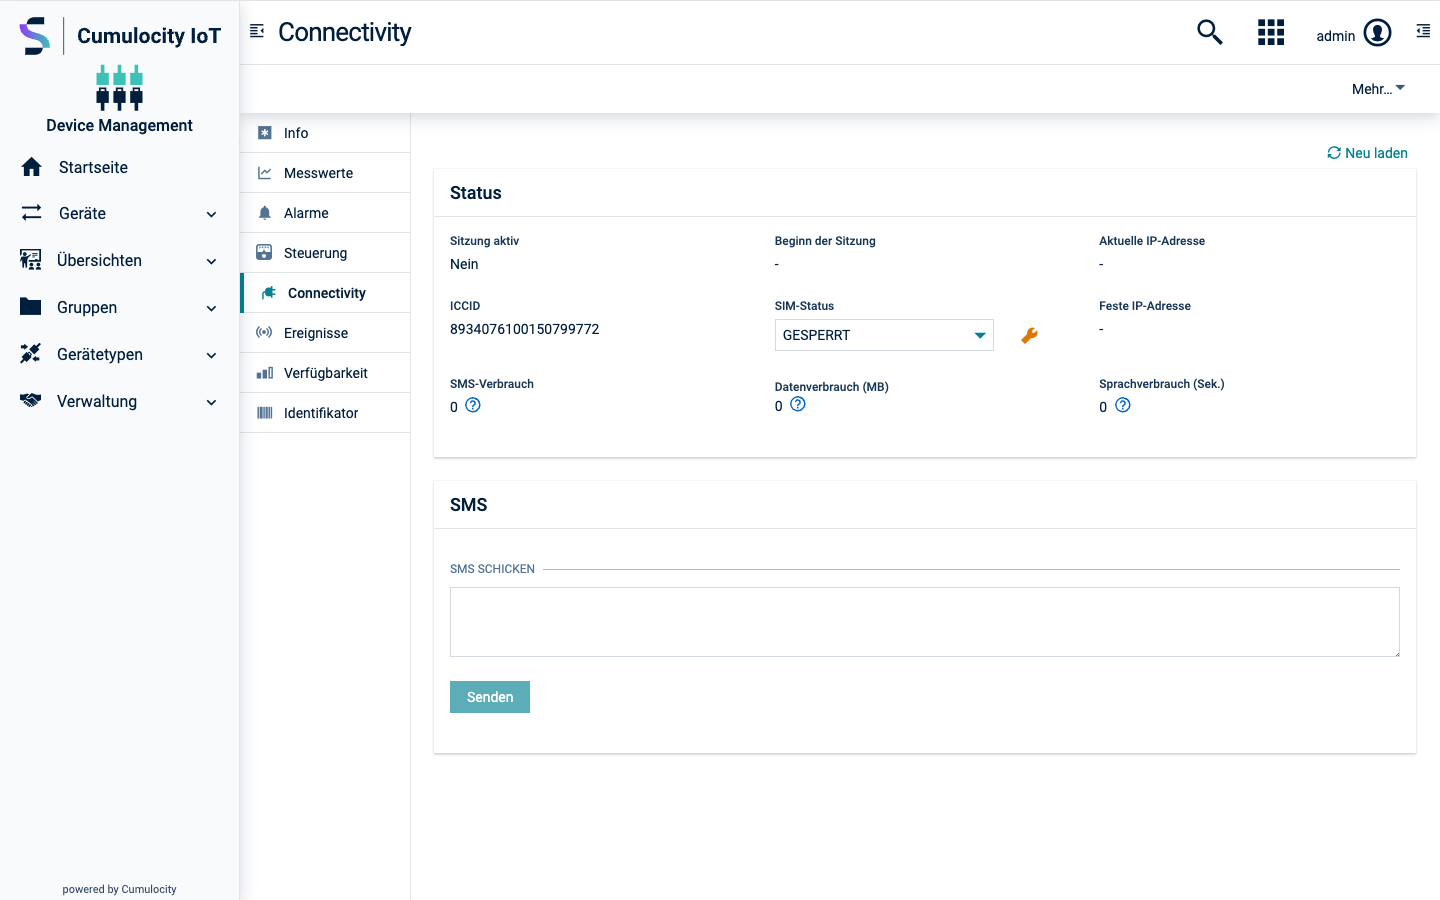 Cumulocity IoT
Device Management
Startseite
Geräte
Übersichten
Gruppen
Gerätetypen
Verwaltung
powered by Cumulocity
Connectivity
admin
Mehr...
Info
Messwerte
Alarme
Steuerung
Connectivity
Ereignisse
Verfügbarkeit
Identifikator
Neu laden
Status
Sitzung aktiv
Nein
Beginn der Sitzung
-
Aktuelle IP-Adresse
-
ICCID
8934076100150799772
SIM-Status
GESPERRT
Feste IP-Adresse
-
SMS-Verbrauch
0
Datenverbrauch (MB)
0
Sprachverbrauch (Sek.)
0
SMS
SMS SCHICKEN
Senden